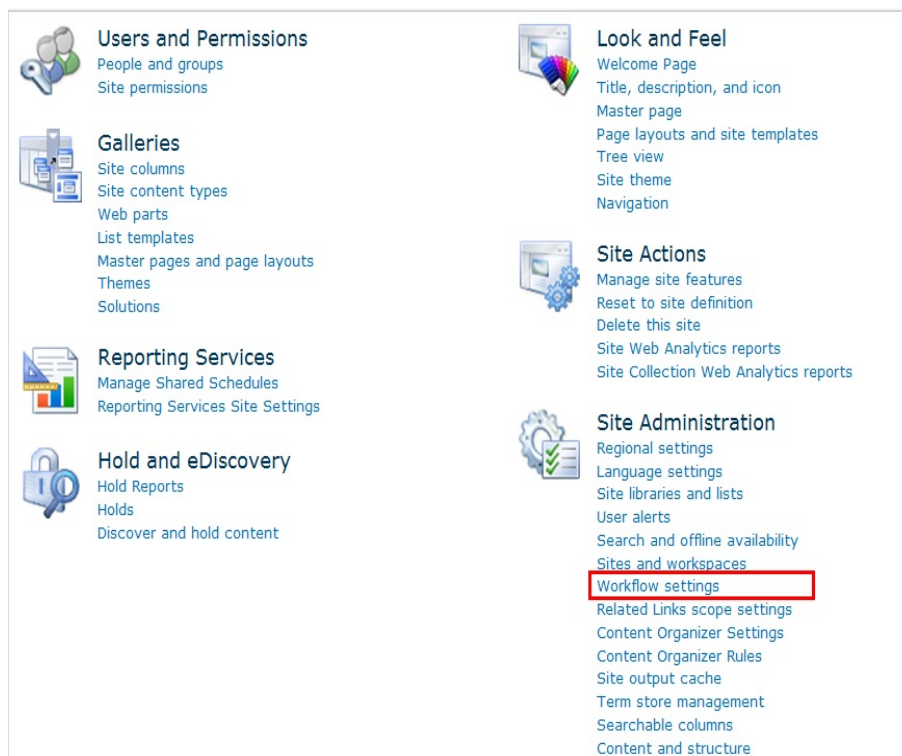 Users and Permissions
People and groups
Site permissions
Galleries
Site columns
Site content types
Web parts
List templates
Master pages and page layouts
Themes
Solutions
Reporting Services
Manage Shared Schedules
Reporting Services Site Settings
Hold and eDiscovery
Hold Reports
Holds
Discover and hold content
Look and Feel
Welcome Page
Title, description, and icon
Master page
Page layouts and site templates
Tree view
Site theme
Navigation
Site Actions
Manage site features
Reset to site definition
Delete this site
Site Web Analytics reports
Site Collection Web Analytics reports
Site Administration
Regional settings
Language settings
Site libraries and lists
User alerts
Search and offline availability
Sites and workspaces
Workflow settings
Related Links scope settings
Content Organizer Settings
Content Organizer Rules
Site output cache
Term store management
Searchable columns
Content and structure